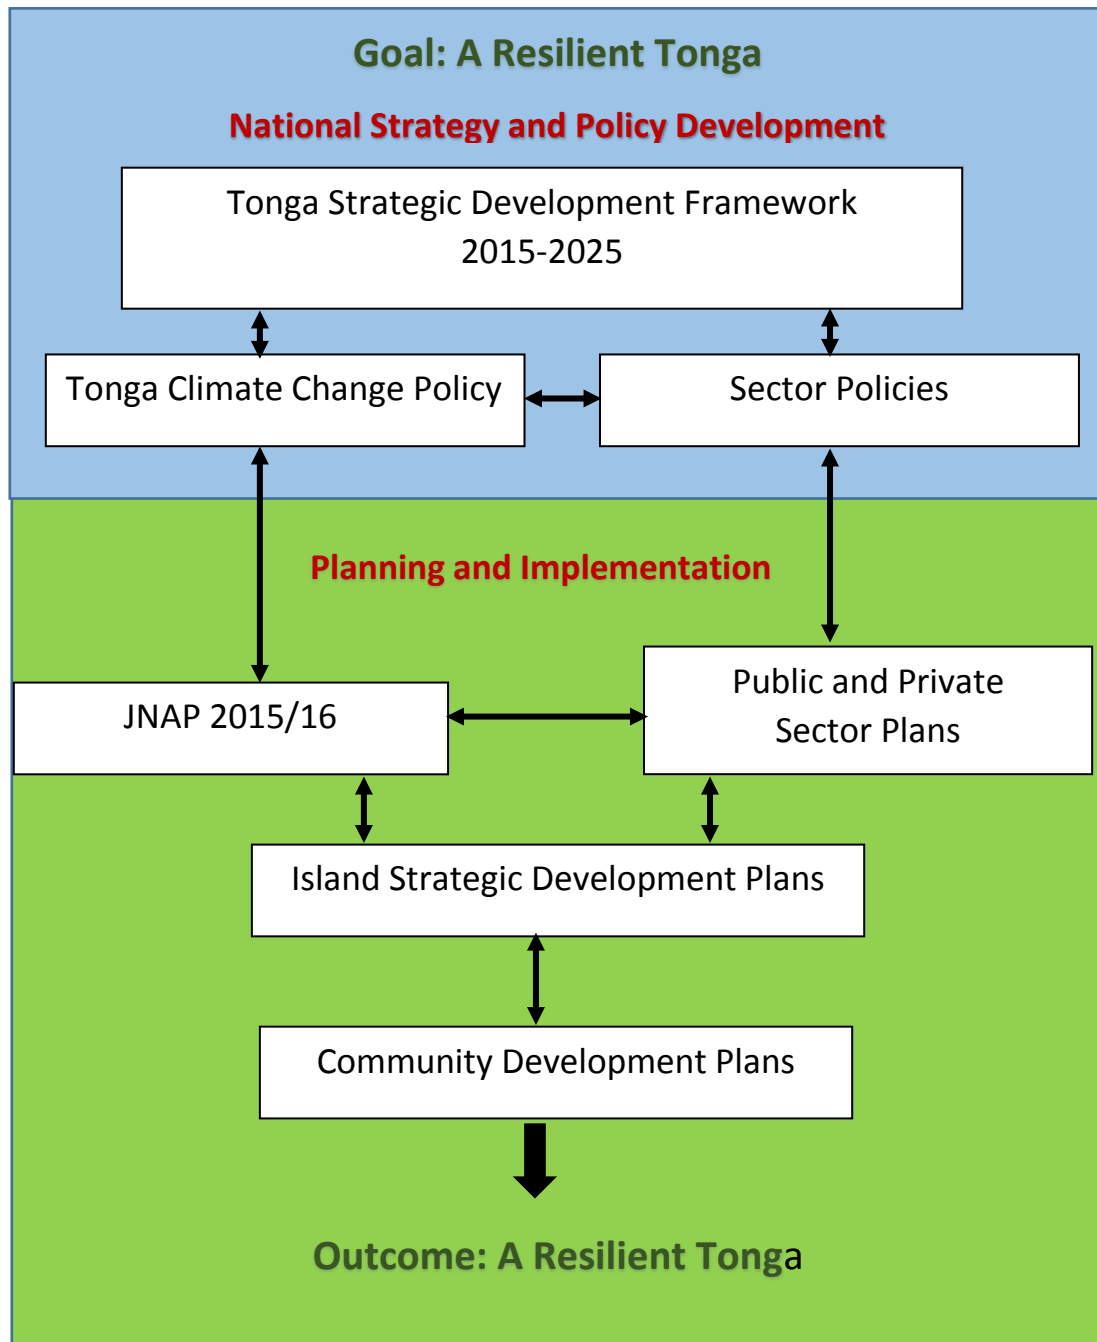 Goal: A Resilient Tonga
National Strategy and Policy Development
Tonga Strategic Development Framework
2015-2025
Tonga Climate Change Policy
Sector Policies
Planning and Implementation
JNAP 2015/16
Public and Private
Sector Plans
Island Strategic Development Plans
Community Development Plans
Outcome: A Resilient Tonga